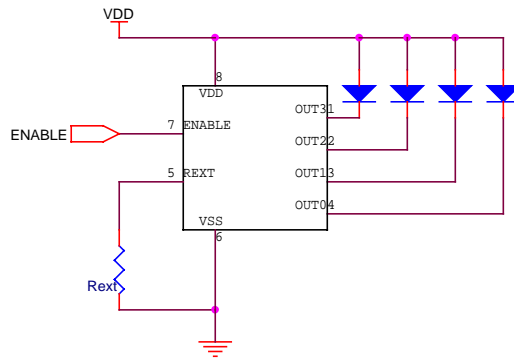 VDD
8
VDD
OUT31
ENABLE
7
ENABLE
OUT22
5
REXT
OUT13
OUT04
VSS
6
Rext